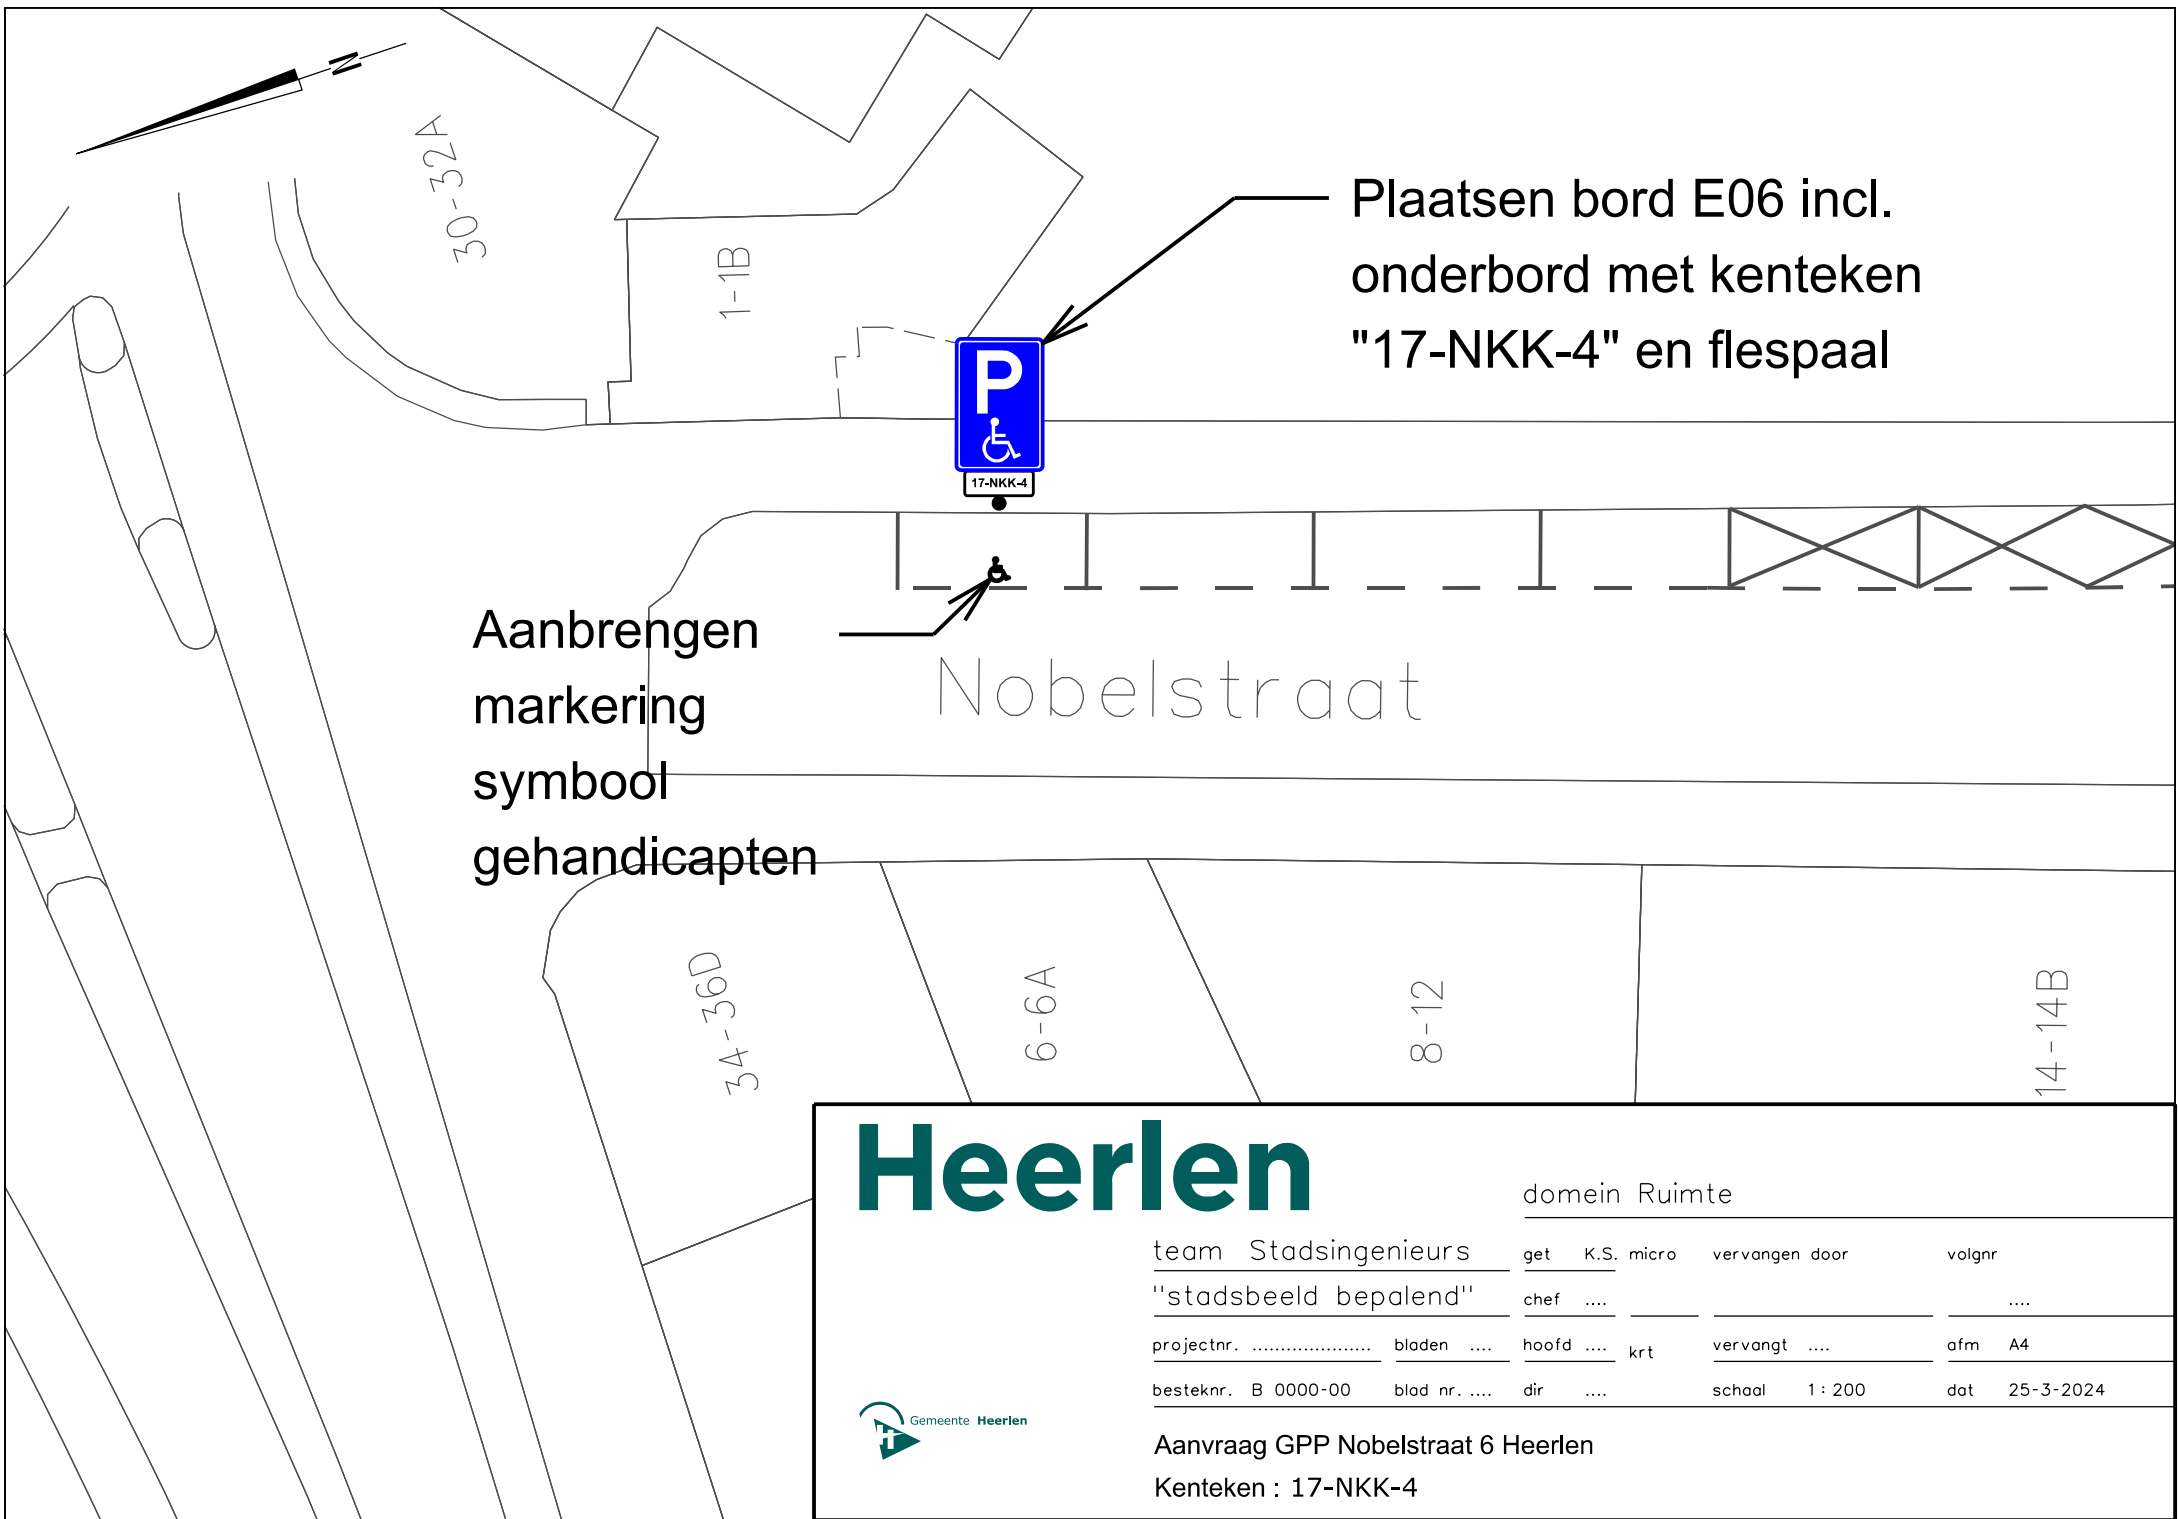 N
30-32A
1-1B
Plaatsen bord E06 incl.
onderbord met kenteken
"17-NKK-4" en flespaal
P
17-NKK-4
Aanbrengen
markering
symbool
gehandicapten
Nobelstraat
34-36D
6-6A
8-12
14-14B
Heerlen
domein Ruimte
team Stadsingenieurs
get K.S. micro vervangen door volgnr
"stadsbeeld bepalend"
chef .... ....
projectnr. ..................... bladen .... hoofd .... krt vervangt .... afm A4
besteknr. B 0000-00 blad nr. .... dir .... schaal 1:200 dat 25-3-2024
H Gemeente Heerlen
Aanvraag GPP Nobelstraat 6 Heerlen
Kenteken : 17-NKK-4